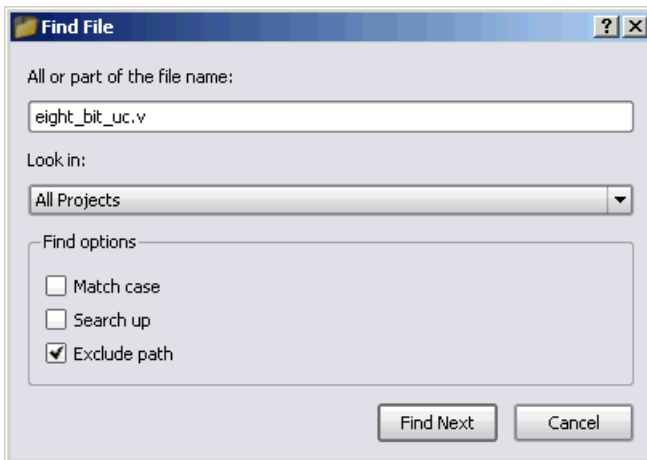 Find File
All or part of the file name:
eight_bit_uc.v
Look in:
All Projects
Find options
Match case
Search up
Exclude path
Find Next Cancel